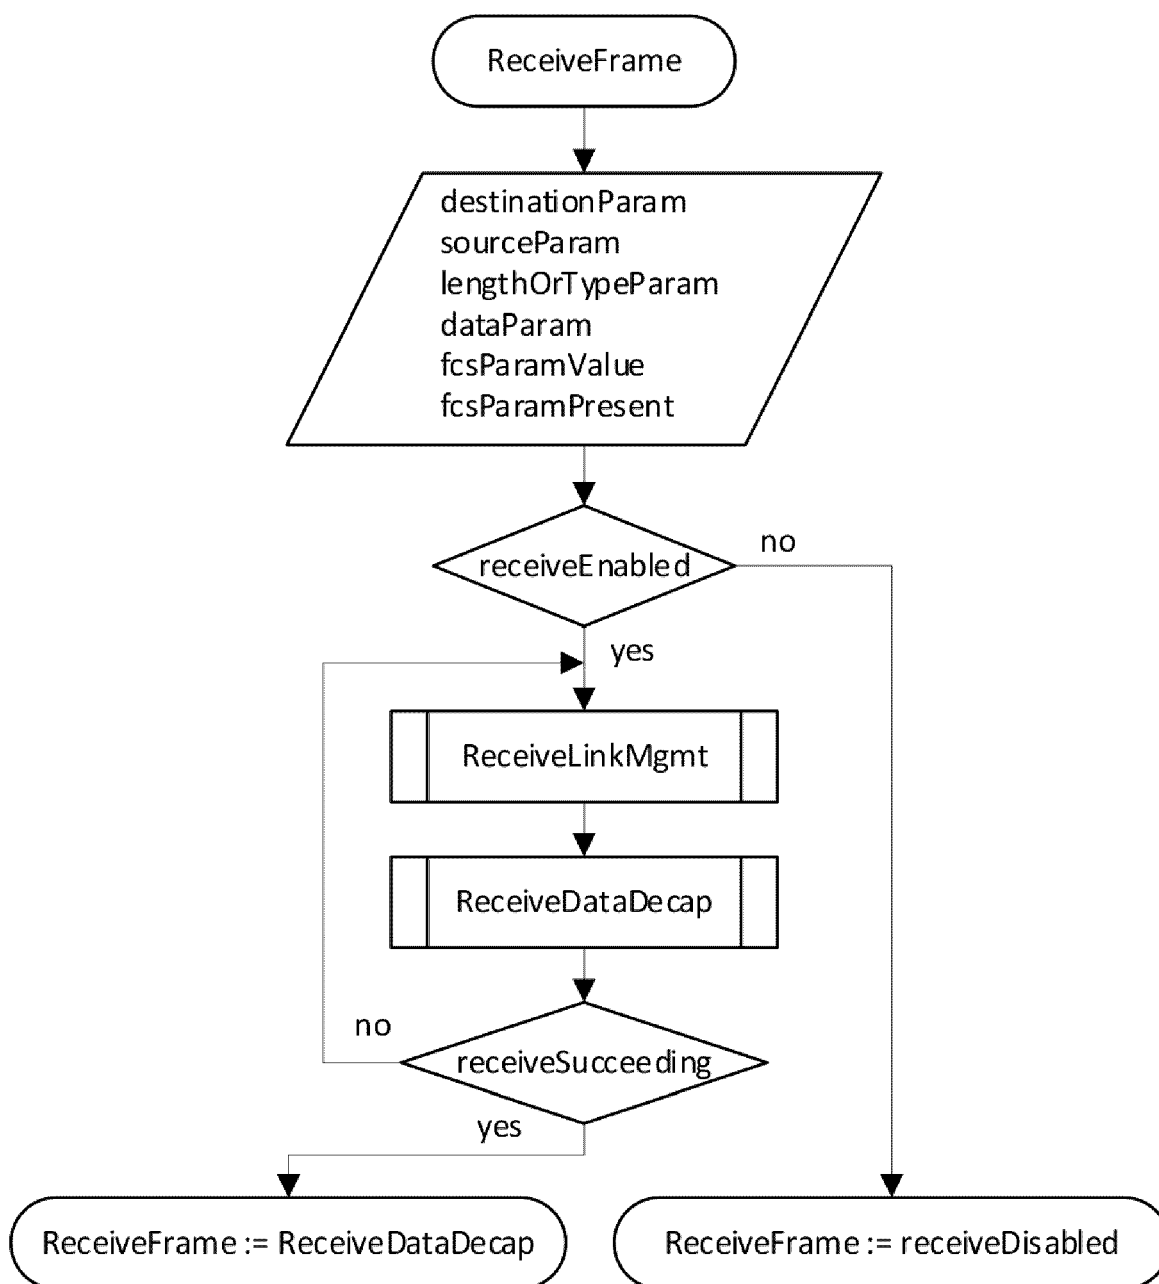 ReceiveFrame
destinationParam
sourceParam
lengthOrTypeParam
dataParam
fcsParamValue
fcsParamPresent
receiveEnabled
no
yes
ReceiveLinkMgmt
ReceiveDataDecap
no
receiveSucceeding
yes
ReceiveFrame := ReceiveDataDecap
ReceiveFrame := receiveDisabled